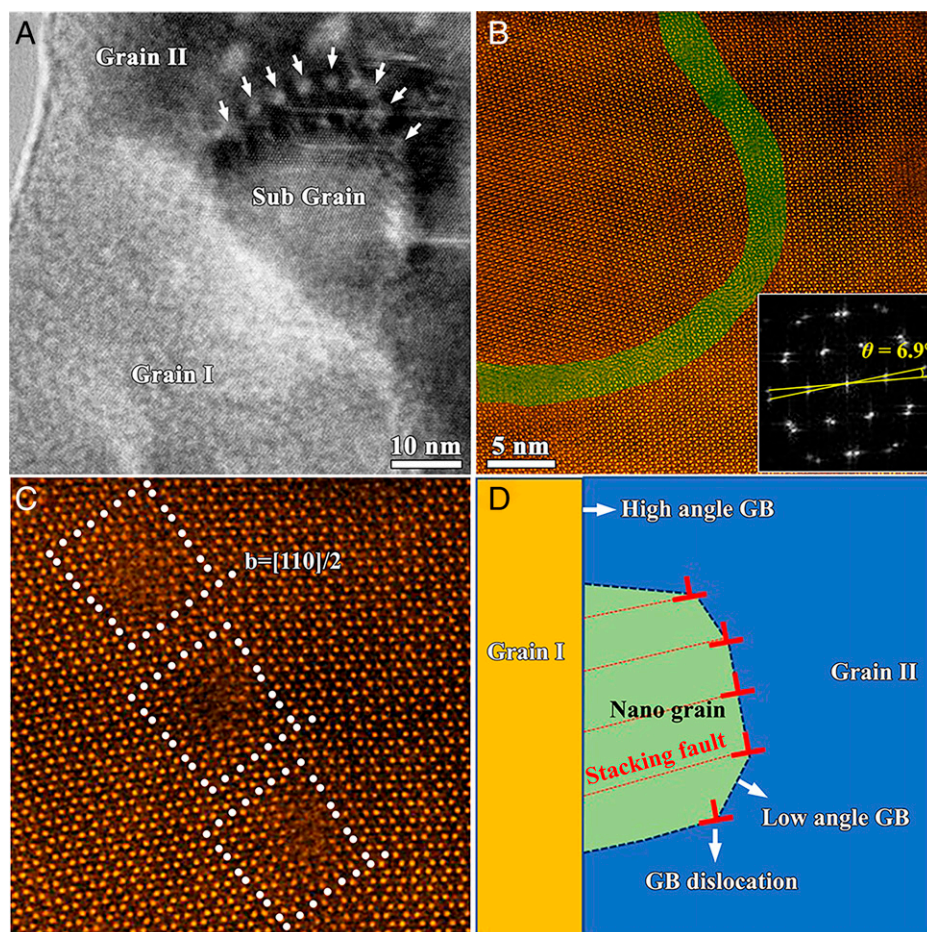 A
Grain II
Sub Grain
Grain I
10 nm
B
θ = 6.9°
5 nm
C
b=[110]/2
D
High angle GB
Grain I
Grain II
Nano grain
Stacking fault
Low angle GB
GB dislocation